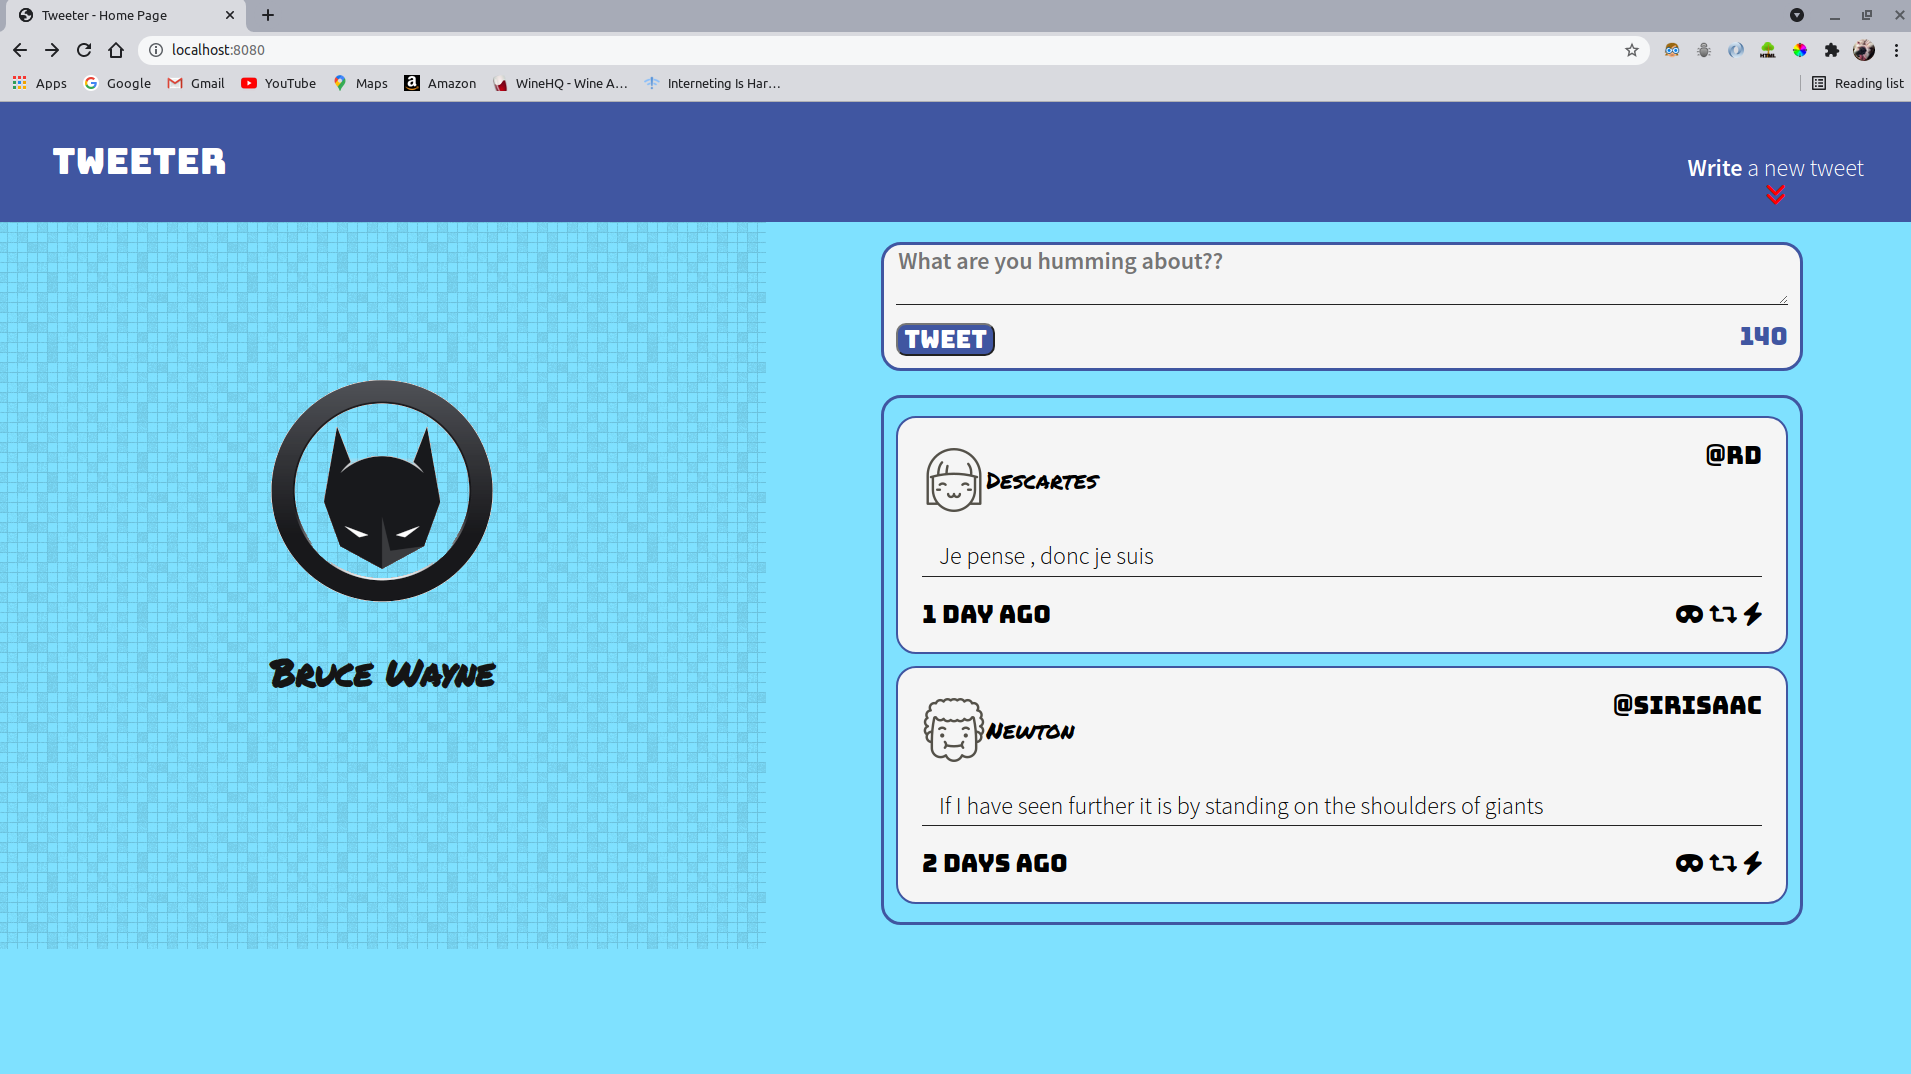 Tweeter - Home Page
localhost:8080
Apps Google Gmail YouTube Maps Amazon WineHQ - Wine A... Interneting Is Har... Reading list
TWEETER
Write a new tweet
What are you humming about??
TWEET 140
Bruce Wayne
Descartes @RD
Je pense , donc je suis
1 DAY AGO
Newton @SIRISAAC
If I have seen further it is by standing on the shoulders of giants
2 DAYS AGO